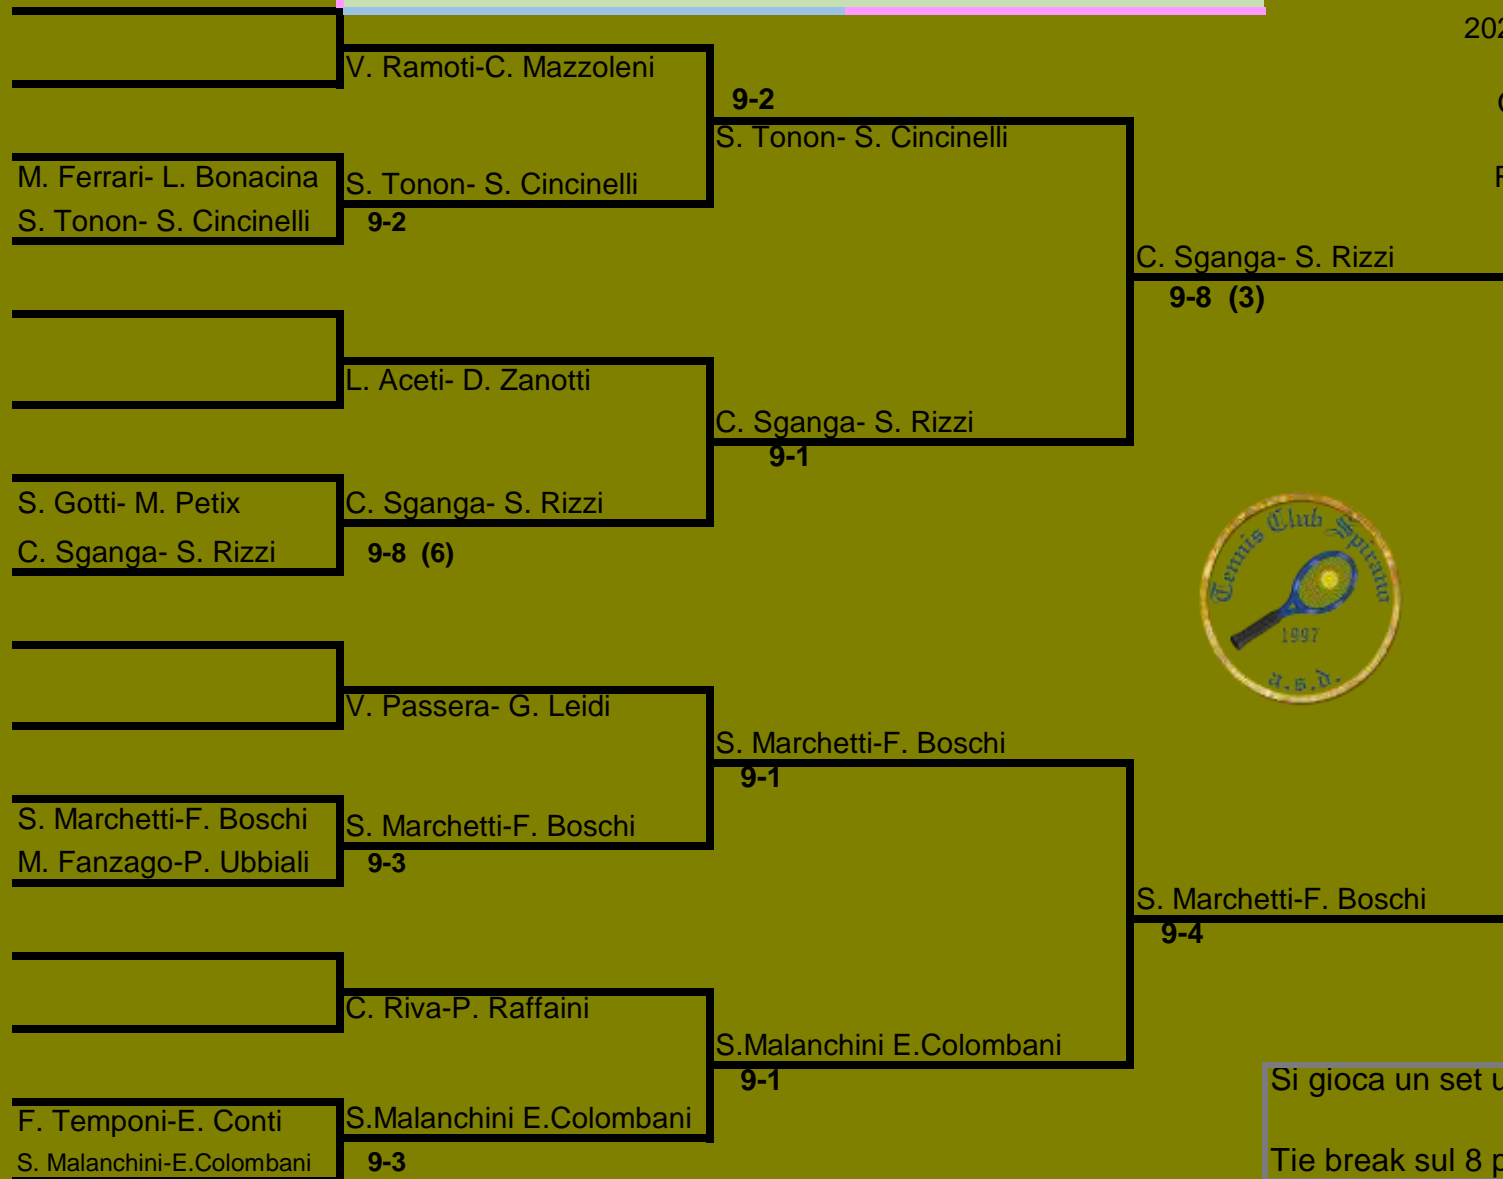 V. Ramoti-C. Mazzoleni
9-2
S. Tonon- S. Cincinelli
M. Ferrari- L. Bonacina
S. Tonon- S. Cincinelli
S. Tonon- S. Cincinelli
9-2
C. Sganga- S. Rizzi
9-8 (3)
L. Aceti- D. Zanotti
C. Sganga- S. Rizzi
9-1
S. Gotti- M. Petix
C. Sganga- S. Rizzi
C. Sganga- S. Rizzi
9-8 (6)
Tennis Club Spirano
1997
a.s.d.
V. Passera- G. Leidi
S. Marchetti-F. Boschi
9-1
S. Marchetti-F. Boschi
M. Fanzago-P. Ubbiali
S. Marchetti-F. Boschi
9-3
S. Marchetti-F. Boschi
9-4
C. Riva-P. Raffaini
S.Malanchini E.Colombani
9-1
F. Temponi-E. Conti
S. Malanchini-E.Colombani
S.Malanchini E.Colombani
9-3
Si gioca un set
Tie break sul 8